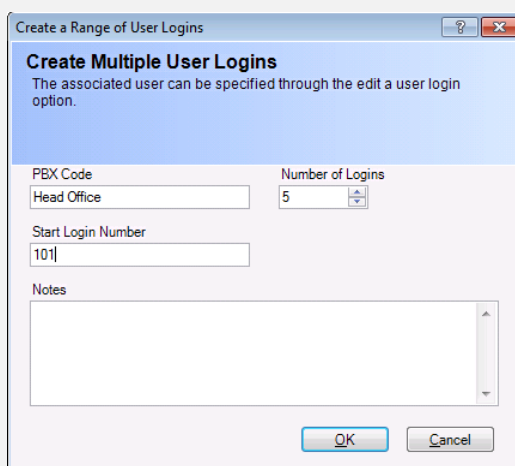 Create a Range of User Logins
Create Multiple User Logins
The associated user can be specified through the edit a user login
option.
PBX Code
Number of Logins
Head Office
5
Start Login Number
101
Notes
OK
Cancel